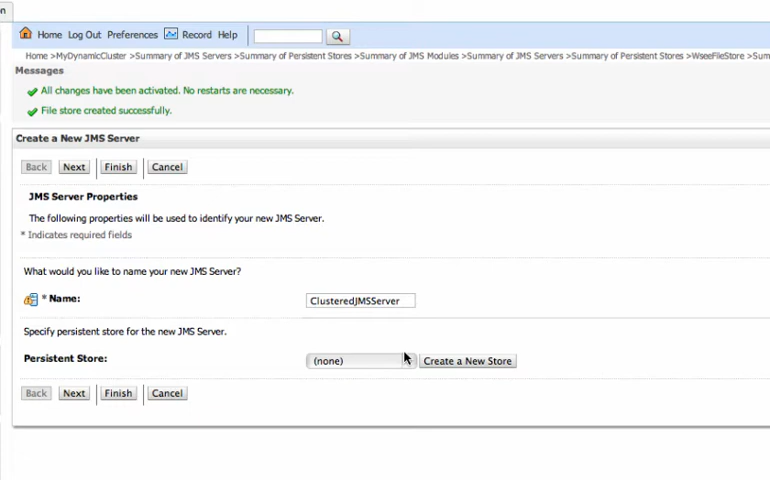 n
Home Log Out Preferences Record Help
Home >MyDynamicCluster >Summary of JMS Servers >Summary of Persistent Stores >Summary of JMS Modules >Summary of JMS Servers >Summary of Persistent Stores >WseeFileStore >Sum
Messages
All changes have been activated. No restarts are necessary.
File store created successfully.
Create a New JMS Server
Back Next Finish Cancel
JMS Server Properties
The following properties will be used to identify your new JMS Server.
* Indicates required fields
What would you like to name your new JMS Server?
* Name: ClusteredJMSServer
Specify persistent store for the new JMS Server.
Persistent Store: (none) Create a New Store
Back Next Finish Cancel